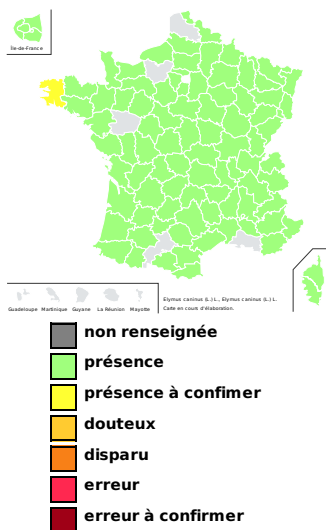 Île-de-France
Guadeloupe Martinique Guyane La Réunion Mayotte
Elymus caninus (L.) L., Elymus caninus (L.) L.
Carte en cours d'élaboration.
non renseignée
présence
présence à confimer
douteux
disparu
erreur
erreur à confirmer